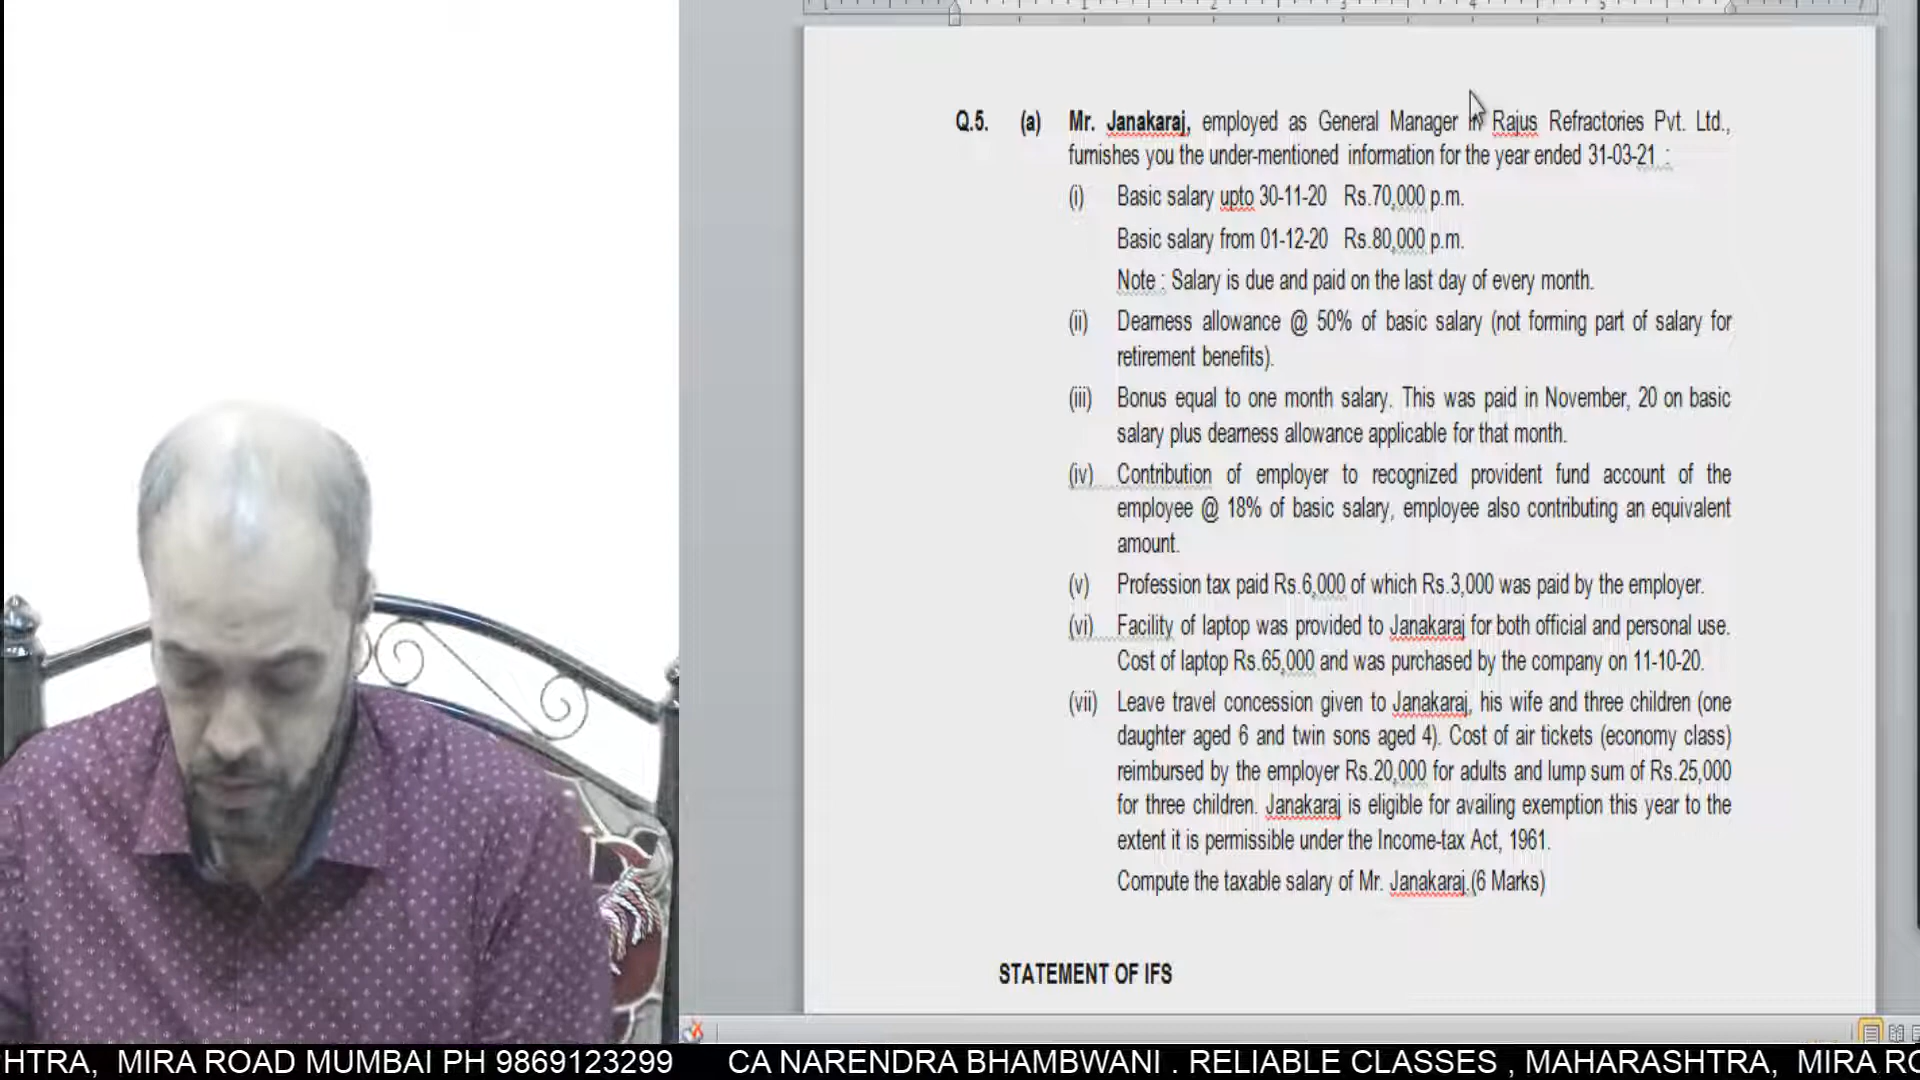 Q.5. (a) Mr. Janakaraj, employed as General Manager in Rajus Refractories Pvt. Ltd.,
furnishes you the under-mentioned information for the year ended 31-03-21 :
(i) Basic salary upto 30-11-20 Rs.70,000 p.m.
Basic salary from 01-12-20 Rs.80,000 p.m.
Note : Salary is due and paid on the last day of every month.
(ii) Dearness allowance @ 50% of basic salary (not forming part of salary for
retirement benefits).
(iii) Bonus equal to one month salary. This was paid in November, 20 on basic
salary plus dearness allowance applicable for that month.
(iv) Contribution of employer to recognized provident fund account of the
employee @ 18% of basic salary, employee also contributing an equivalent
amount.
(v) Profession tax paid Rs.6,000 of which Rs.3,000 was paid by the employer.
(vi) Facility of laptop was provided to Janakaraj for both official and personal use.
Cost of laptop Rs.65,000 and was purchased by the company on 11-10-20.
(vii) Leave travel concession given to Janakaraj, his wife and three children (one
daughter aged 6 and twin sons aged 4). Cost of air tickets (economy class)
reimbursed by the employer Rs.20,000 for adults and lump sum of Rs.25,000
for three children. Janakaraj is eligible for availing exemption this year to the
extent it is permissible under the Income-tax Act, 1961.
Compute the taxable salary of Mr. Janakaraj.(6 Marks)
STATEMENT OF IFS
HTRA, MIRA ROAD MUMBAI PH 9869123299 CA NARENDRA BHAMBWANI . RELIABLE CLASSES , MAHARASHTRA, MIRA RO